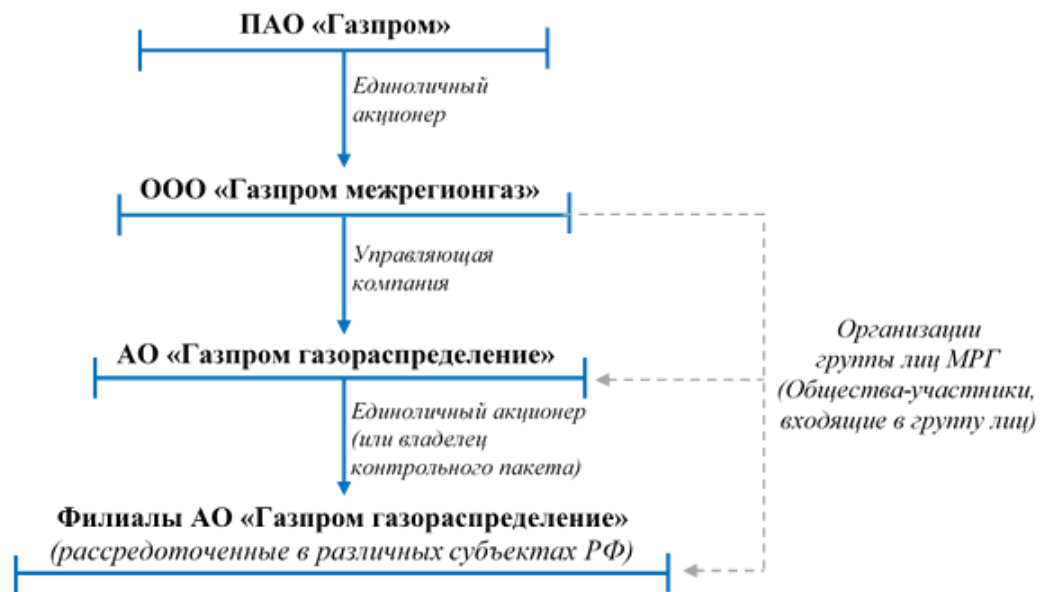 ПАО «Газпром»
Единоличный
акционер
ООО «Газпром межрегионгаз»
Управляющая
компания
АО «Газпром газораспределение»
Единоличный акционер
(или владелец
контрольного пакета)
Филиалы АО «Газпром газораспределение»
(рассредоточенные в различных субъектах РФ)
Организации
группы лиц МРГ
(Общества-участники,
входящие в группу лиц)